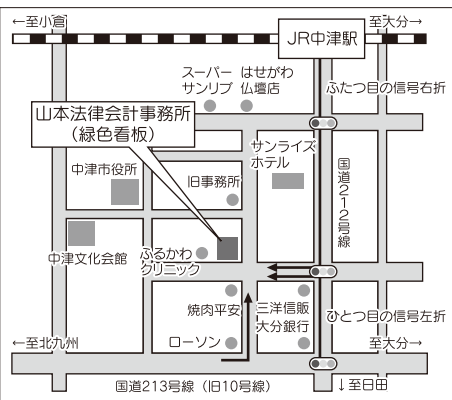 ←至小倉
至大分→
JR中津駅
スーパー
サンリブ
はせがわ
仏壇店
ふたつ目の信号右折
山本法律会計事務所
（緑色看板）
サンライズ
ホテル
中津市役所
旧事務所
国道212号線
中津文化会館
ふるかわ
クリニック
焼肉平安
三洋信販
大分銀行
ひとつ目の信号左折
←至北九州
ローソン
至大分→
国道213号線（旧10号線）
↓至日田